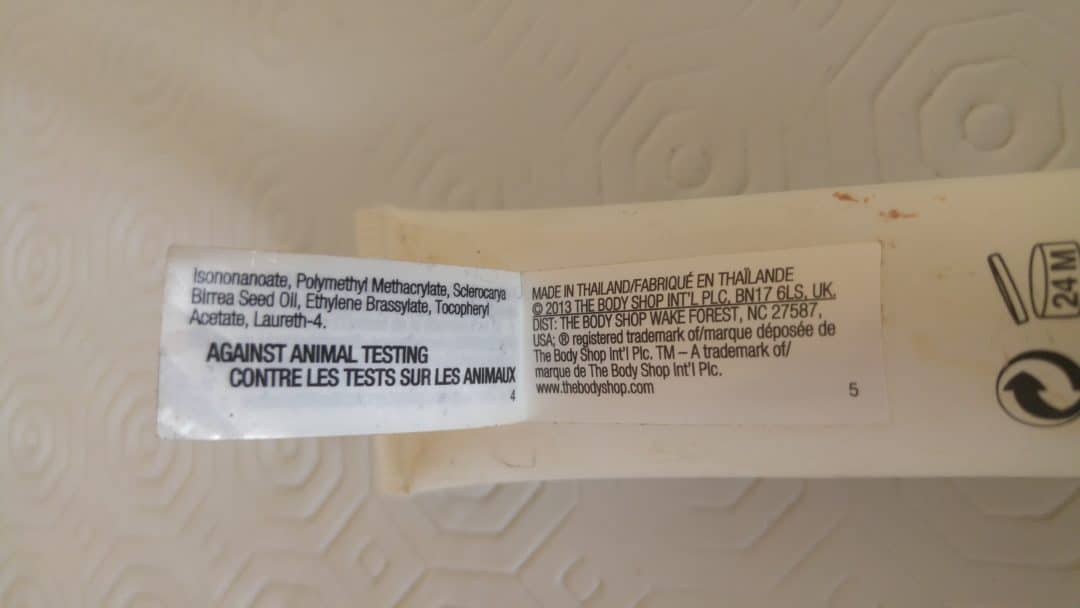 Isononanoate, Polymethyl Methacrylate, Sclerocarya
Birrea Seed Oil, Ethylene Brassylate, Tocopheryl
Acetate, Laureth-4.
AGAINST ANIMAL TESTING
CONTRE LES TESTS SUR LES ANIMAUX
4
MADE IN THAILAND/FABRIQUÉ EN THAÏLANDE
© 2013 THE BODY SHOP INT'L PLC, BN17 6LS, UK.
DIST: THE BODY SHOP WAKE FOREST, NC 27587,
USA; ® registered trademark of/marque déposée de
The Body Shop Int'l Plc. TM – A trademark of/
marque de The Body Shop Int'l Plc.
www.thebodyshop.com
5
24 M